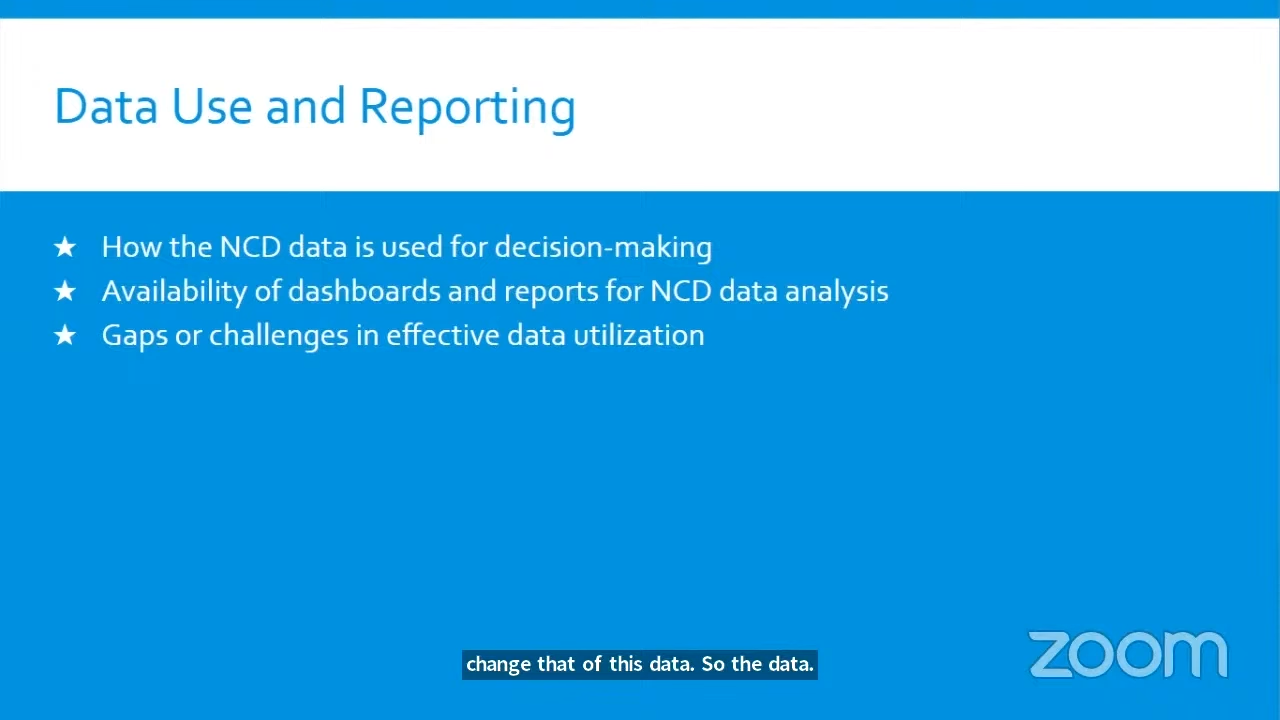 Data Use and Reporting
★ How the NCD data is used for decision-making
★ Availability of dashboards and reports for NCD data analysis
★ Gaps or challenges in effective data utilization
change that of this data. So the data.
zoom